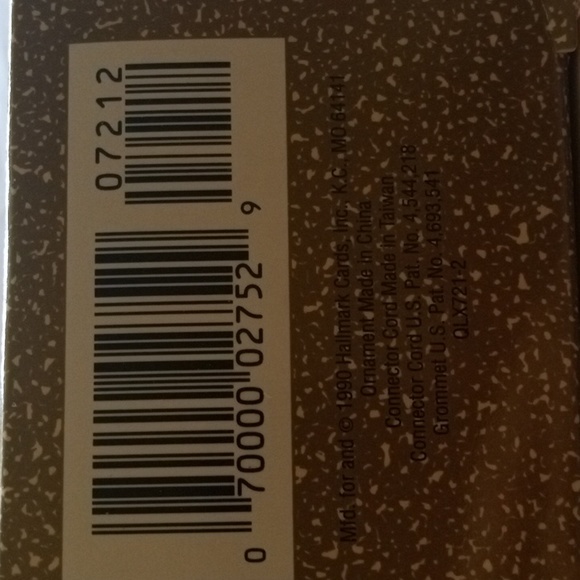 07212
0 70000 02752 9
Mfd. for and © 1990 Hallmark Cards, Inc., K.C., MO 64141
Ornament Made in China
Connector Cord Made in Taiwan
Connector Cord U.S. Pat. No. 4,544,218
Grommet U.S. Pat. No. 4,693,541
QLX721-2